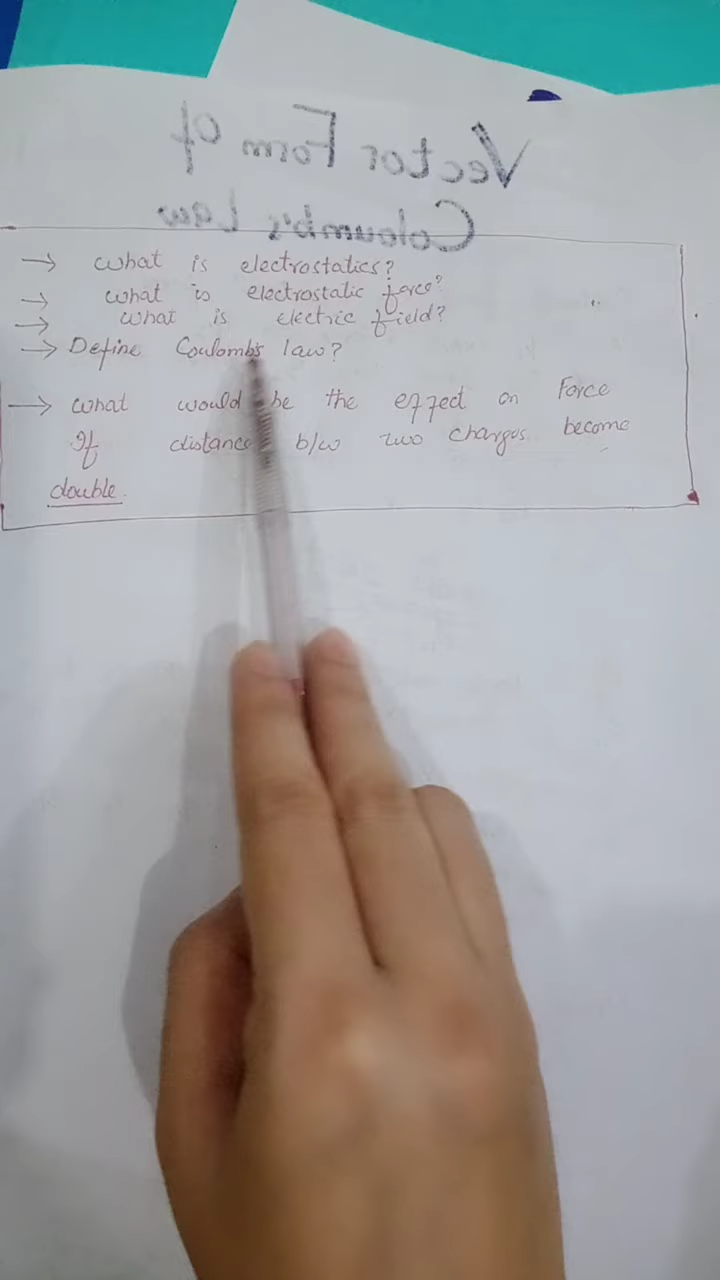 Vector Form of
Coloumb's Law
→ what is electrostatics?
→ what is electrostatic force?
→ what is electric field?
→ Define Coulomb's law?
→ what would be the effect on Force
If distance b/w two charges become
double.